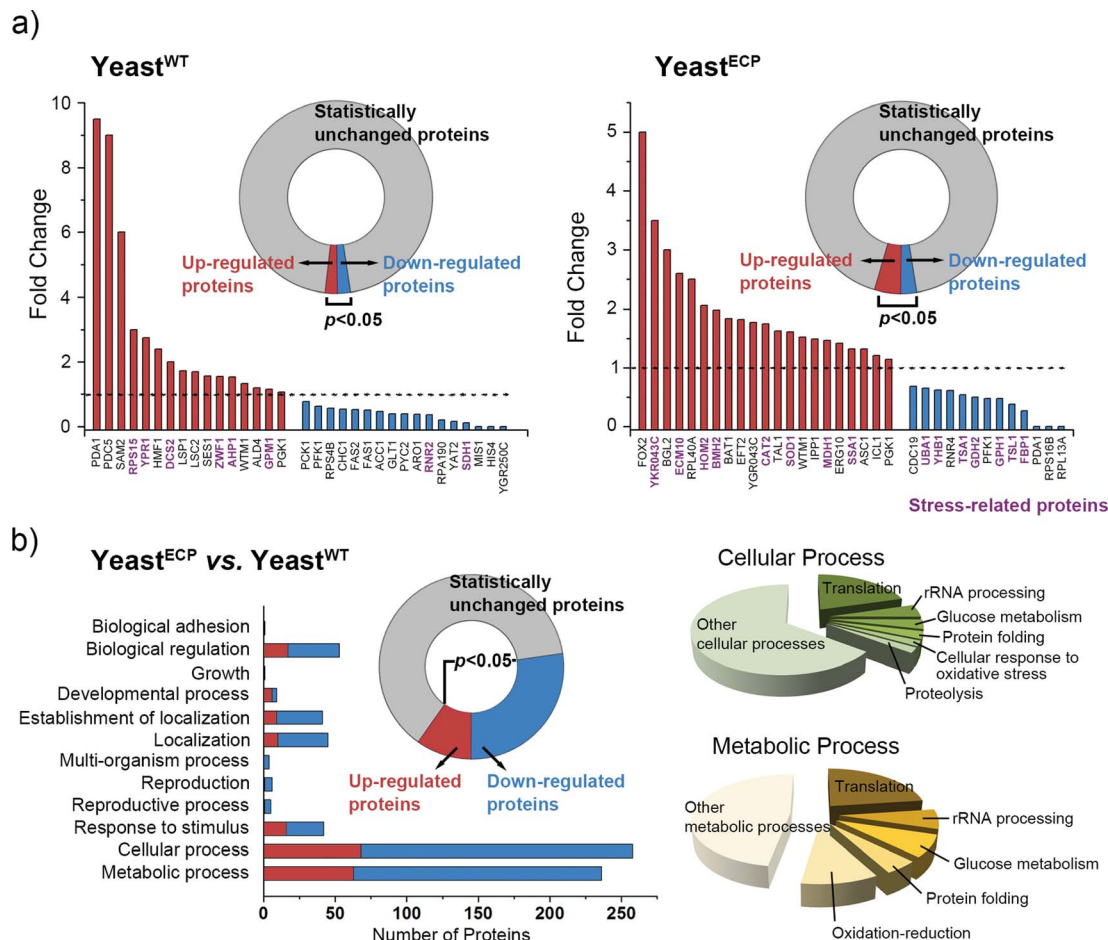 a)
Yeast^WT
Fold Change
10
8
6
4
2
0
Statistically
unchanged proteins
Up-regulated
proteins
Down-regulated
proteins
p<0.05
PDA1
PDC5
SAM2
RPS15
YPR1
HMF1
DCS2
LSP1
LSC2
SES1
ZWF1
AHP1
WTM1
ALD4
GPM1
PGK1
PCK1
PFK1
RPS4B
CHC1
FAS2
FAS1
ACC1
GLT1
PYC2
ARO1
RNR2
RPA190
YAT2
SDH1
MIS1
HIS4
YGR250C
Yeast^ECP
Fold Change
5
4
3
2
1
0
Statistically
unchanged proteins
Up-regulated
proteins
Down-regulated
proteins
p<0.05
FOX2
YKR043C
BGL2
ECM10
RPL40A
HOM2
BMH2
BAT1
EFT2
YGR043C
CAT2
TAL1
SOD1
WTM1
IPP1
MDH1
ERG10
SSA1
ASC1
ICL1
PGK1
CDC19
UBA1
YHB1
RNR4
TSA1
GDH2
PFK1
GPH1
TSL1
FBP1
PDA1
RPS16B
RPL13A
Stress-related proteins
b)
Yeast^ECP vs. Yeast^WT
Biological adhesion
Biological regulation
Growth
Developmental process
Establishment of localization
Localization
Multi-organism process
Reproduction
Reproductive process
Response to stimulus
Cellular process
Metabolic process
0
50
100
150
200
250
Number of Proteins
Statistically
unchanged proteins
p<0.05
Up-regulated
proteins
Down-regulated
proteins
Cellular Process
Translation
rRNA processing
Glucose metabolism
Protein folding
Cellular response to
oxidative stress
Proteolysis
Other
cellular processes
Metabolic Process
Translation
rRNA processing
Glucose metabolism
Protein folding
Oxidation-reduction
Other
metabolic processes